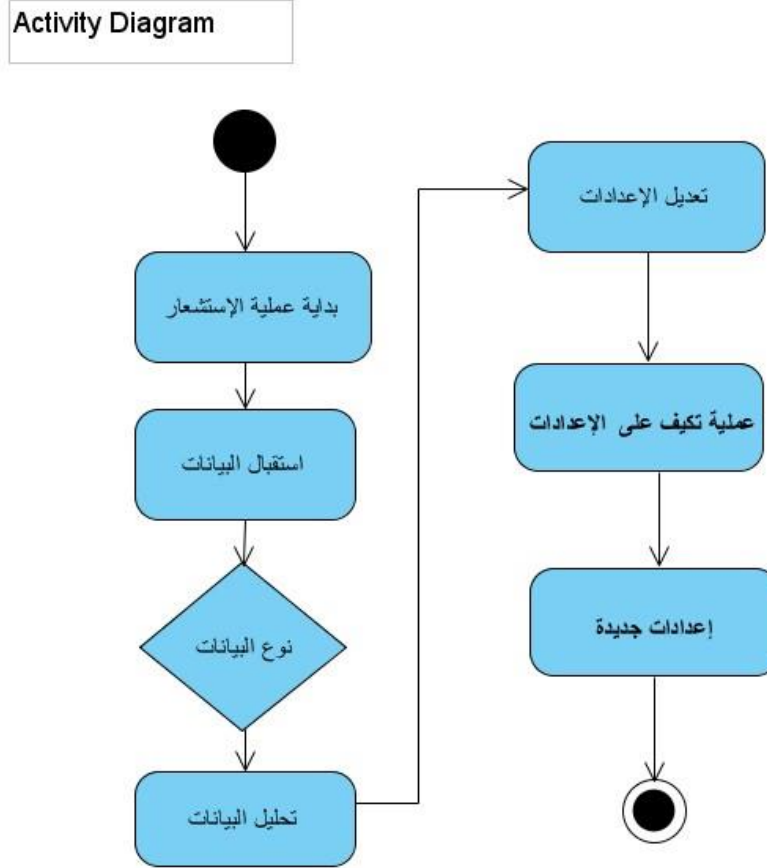 Activity Diagram
بداية عملية الإستشعار
استقبال البيانات
نوع البيانات
تحليل البيانات
تعديل الإعدادات
عملية تكيف على الإعدادات
إعدادات جديدة